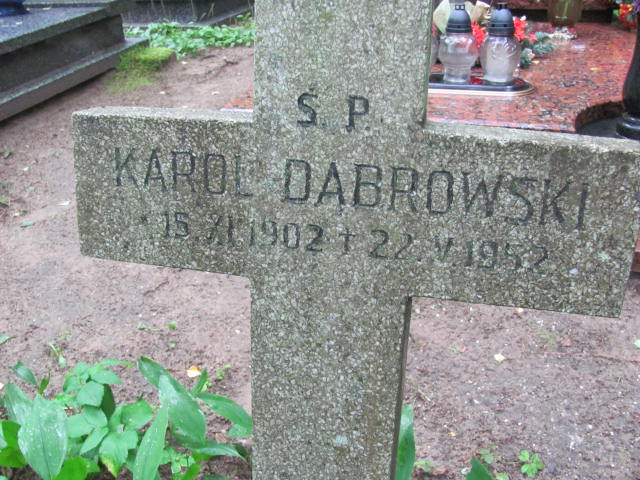 Ś. P.
KAROL DĄBROWSKI
* 15 XI 1902 † 22 V 1952